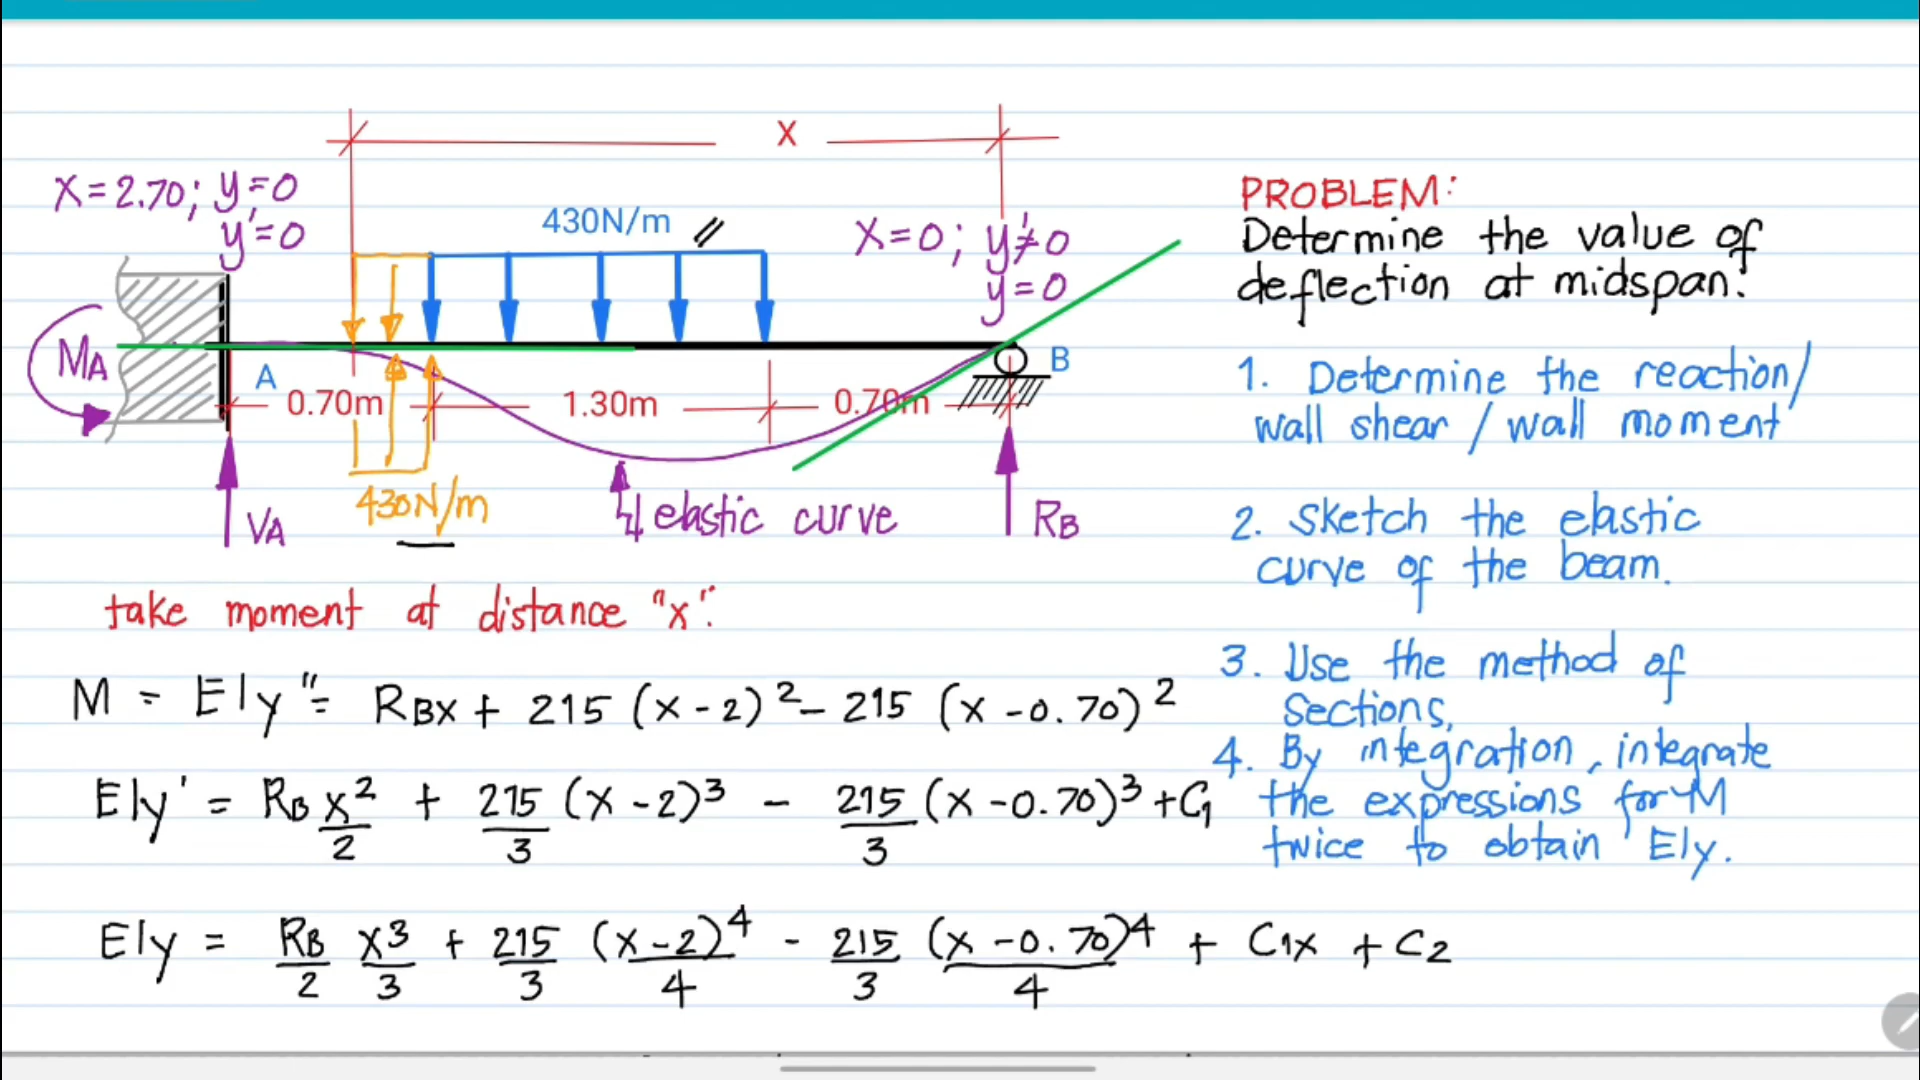 X
X=2.70; y=0
y'=0
430N/m
X=0; y'≠0
y=0
MA
A
B
0.70m
1.30m
0.70m
430N/m
VA
elastic curve
RB
take moment at distance "x":
M = EIy" = RBX + 215 (x-2)² - 215 (x-0.70)²
EIy' = RB x²/2 + 215/3 (x-2)³ - 215/3 (x-0.70)³ + C1
EIy = RB/2 x³/3 + 215/3 (x-2)⁴/4 - 215/3 (x-0.70)⁴/4 + C1x + C2
PROBLEM:
Determine the value of
deflection at midspan?
1. Determine the reaction/
wall shear / wall moment
2. Sketch the elastic
curve of the beam.
3. Use the method of
sections.
4. By integration, integrate
the expressions for M
twice to obtain EIy.